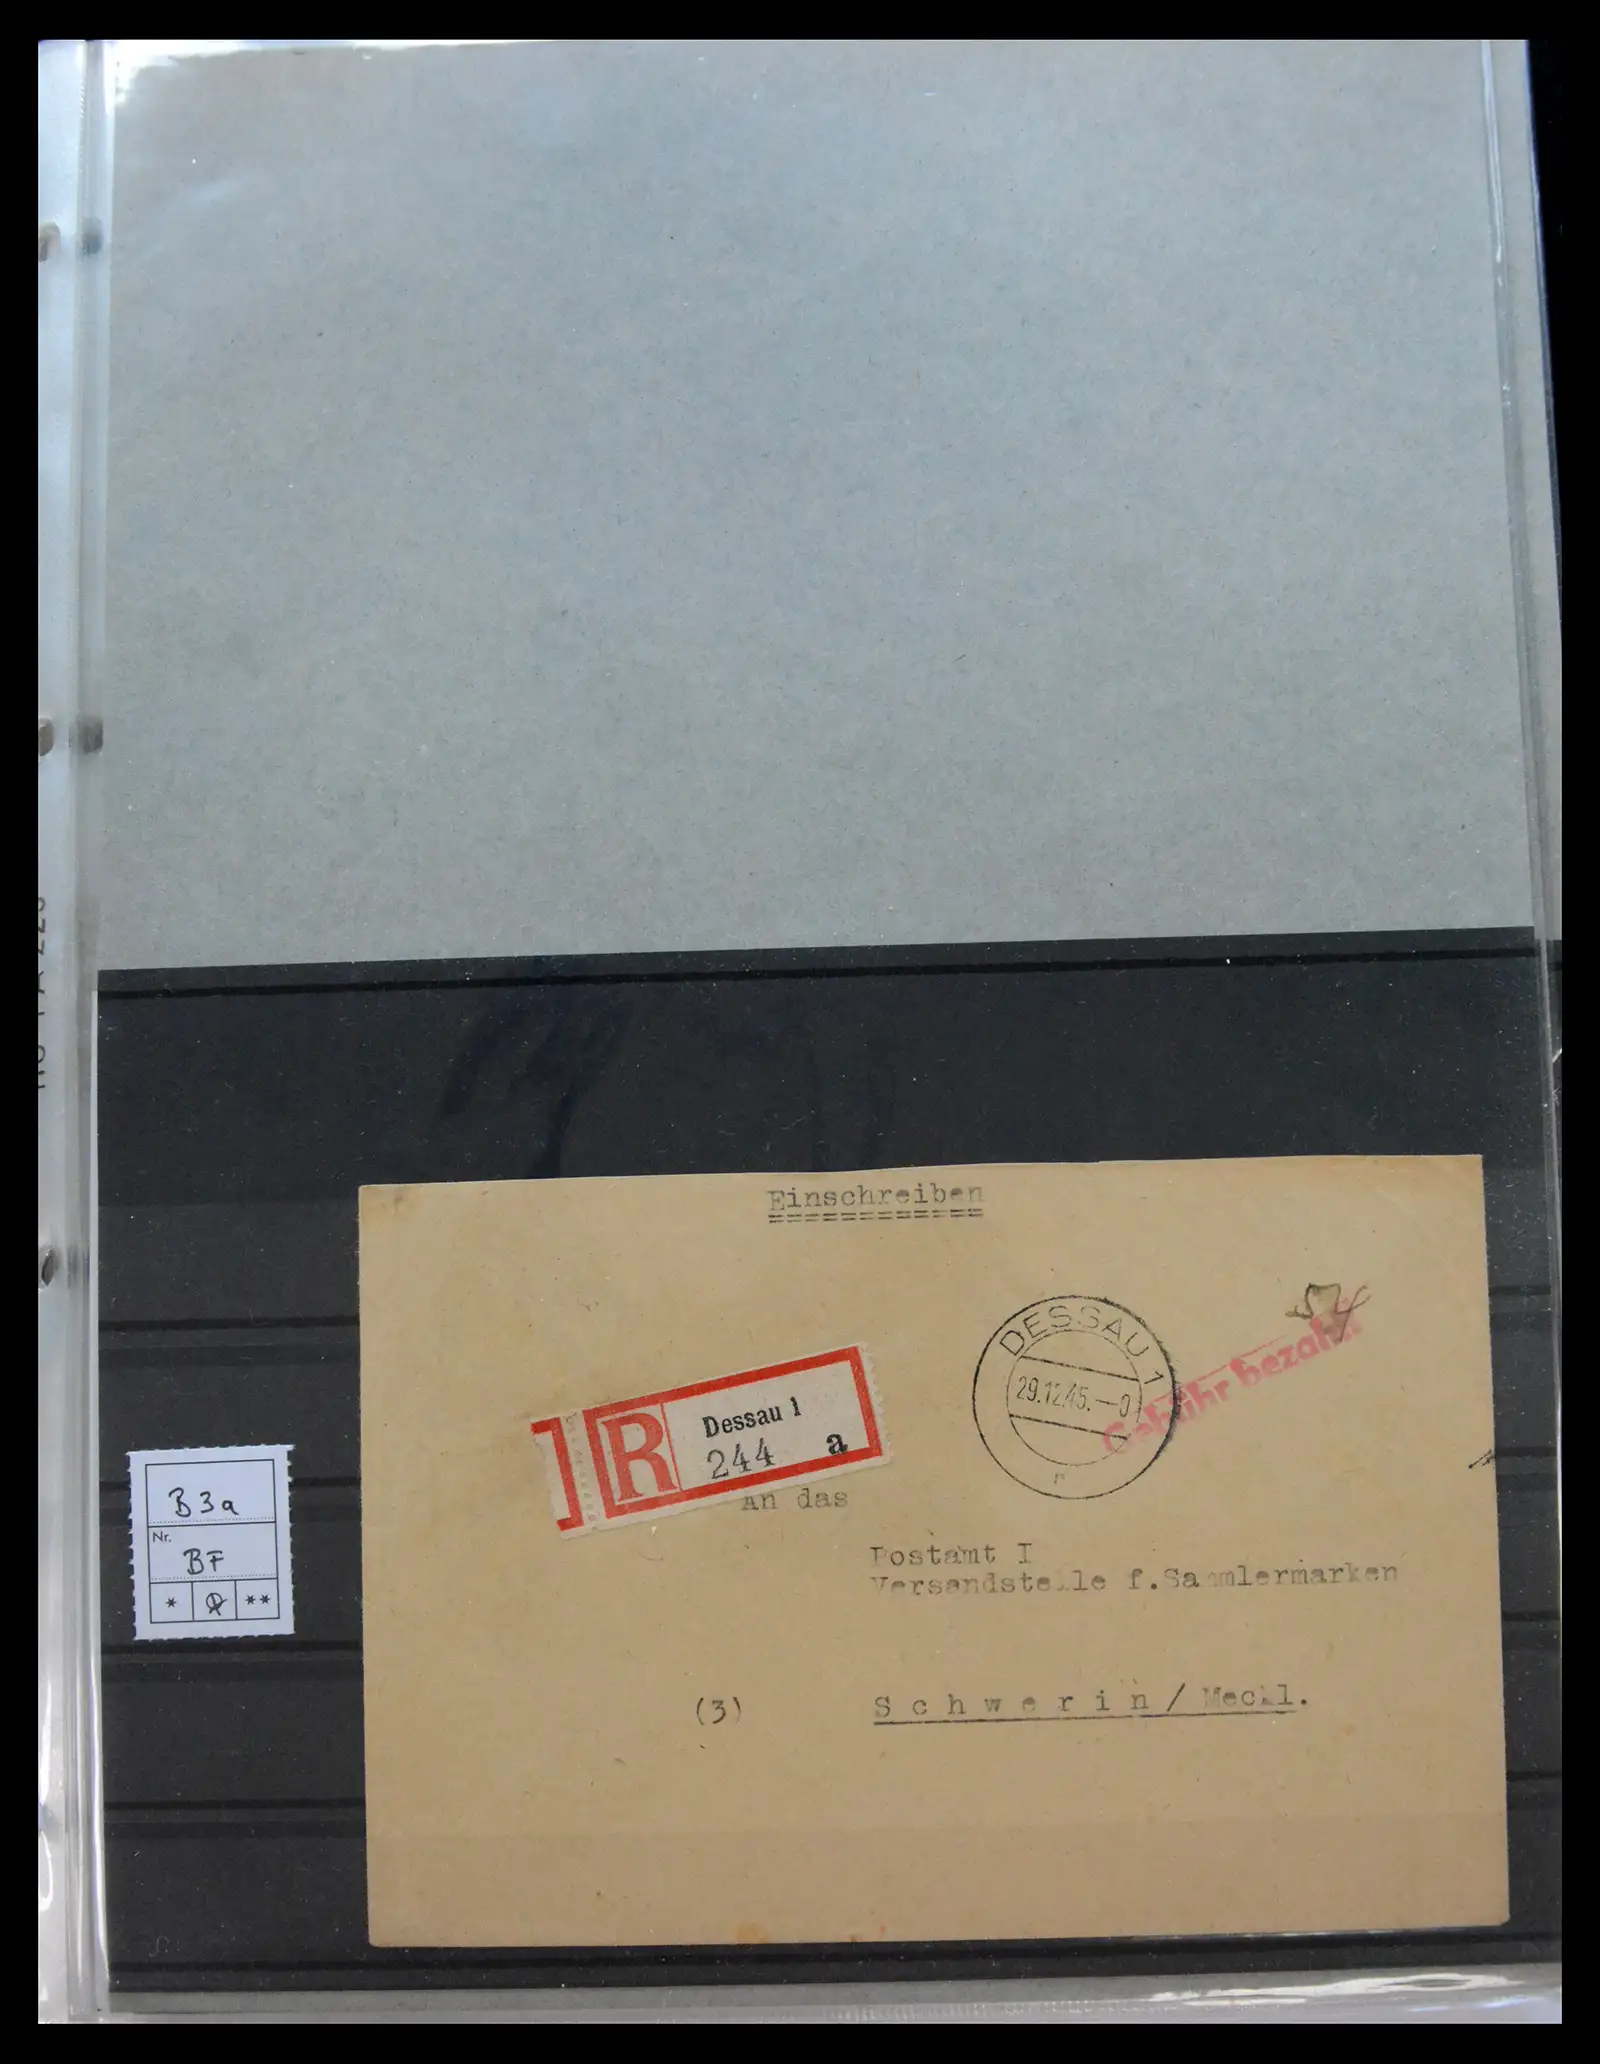 Einschreiben
DESSAU 1
29.12.45.—0
Gebühr bezahlt
R
Dessau 1
244 a
An das
Postamt I
Versandstelle f. Sammlermarken
(3)
Schwerin/Meckl.
B 3a
Nr.
BF
* **